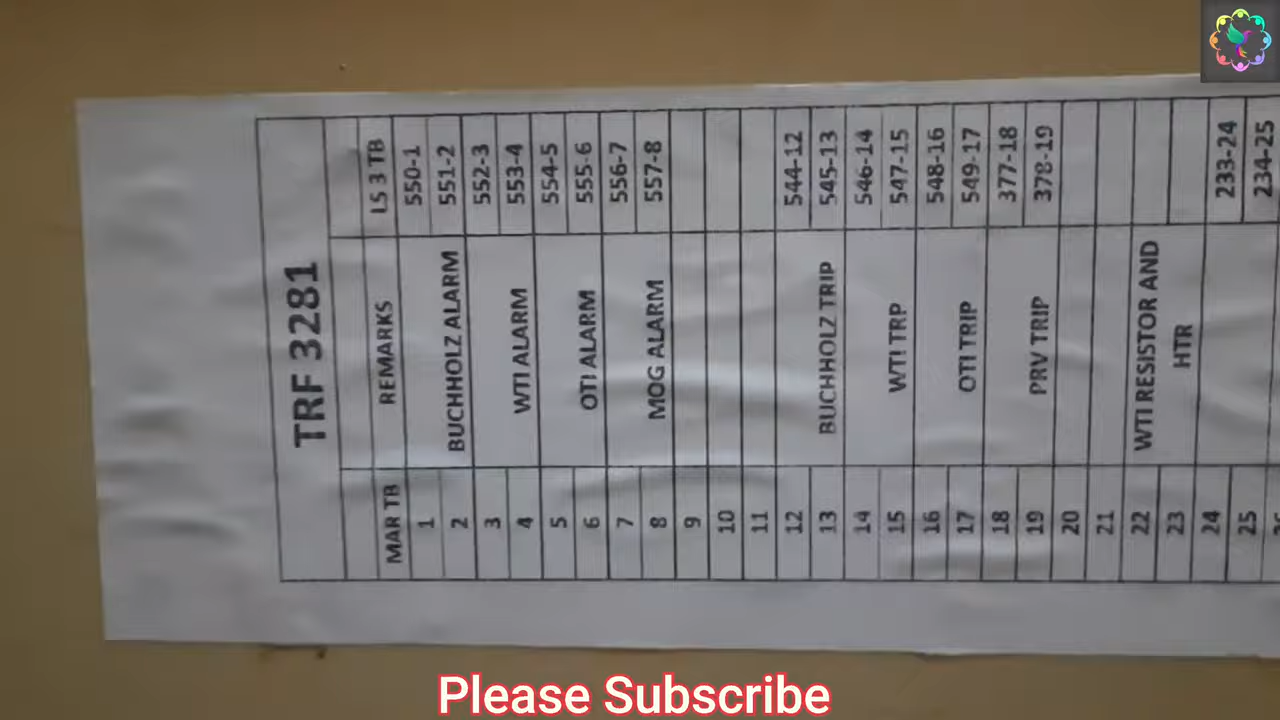 TRF 3281
MAR TB REMARKS LS 3 TB
1 550-1
2 BUCHHOLZ ALARM 551-2
3 552-3
4 WTI ALARM 553-4
5 554-5
6 OTI ALARM 555-6
7 556-7
8 MOG ALARM 557-8
9
10
11
12 544-12
13 BUCHHOLZ TRIP 545-13
14 546-14
15 WTI TRP 547-15
16 548-16
17 OTI TRIP 549-17
18 377-18
19 PRV TRIP 378-19
20
21
22 WTI RESISTOR AND
23 HTR
24 233-24
25 234-25
Please Subscribe